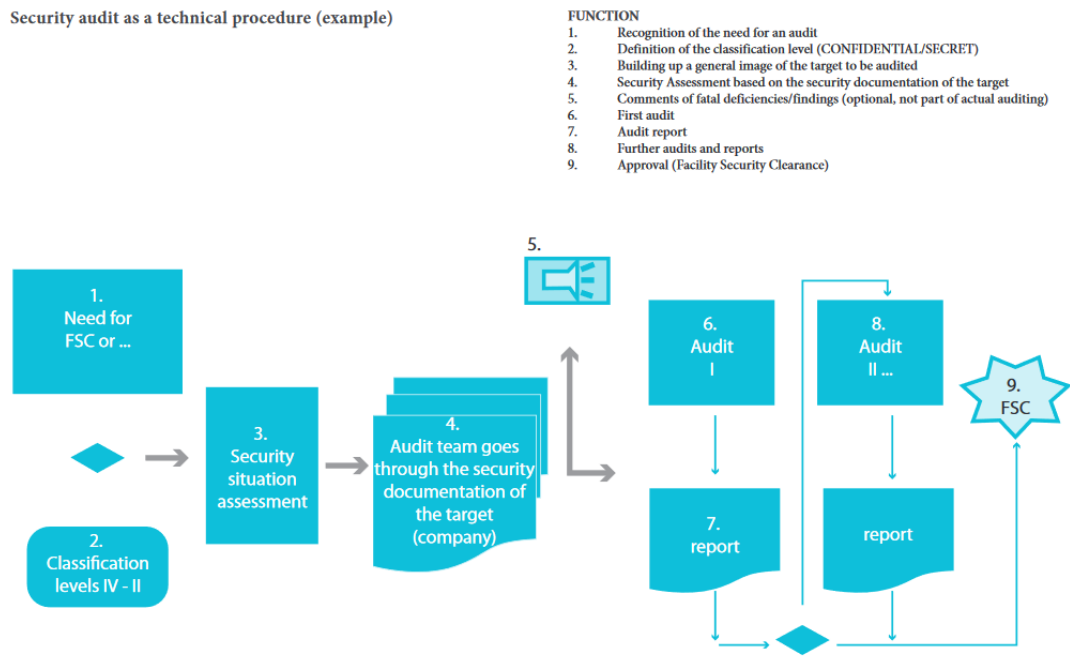 Security audit as a technical procedure (example)
FUNCTION
1. Recognition of the need for an audit
2. Definition of the classification level (CONFIDENTIAL/SECRET)
3. Building up a general image of the target to be audited
4. Security Assessment based on the security documentation of the target
5. Comments of fatal deficiencies/findings (optional, not part of actual auditing)
6. First audit
7. Audit report
8. Further audits and reports
9. Approval (Facility Security Clearance)
1.
Need for
FSC or ...
2.
Classification
levels IV - II
3.
Security
situation
assessment
4.
Audit team goes
through the security
documentation of
the target
(company)
5.
6.
Audit
I
7.
report
8.
Audit
II ...
report
9.
FSC